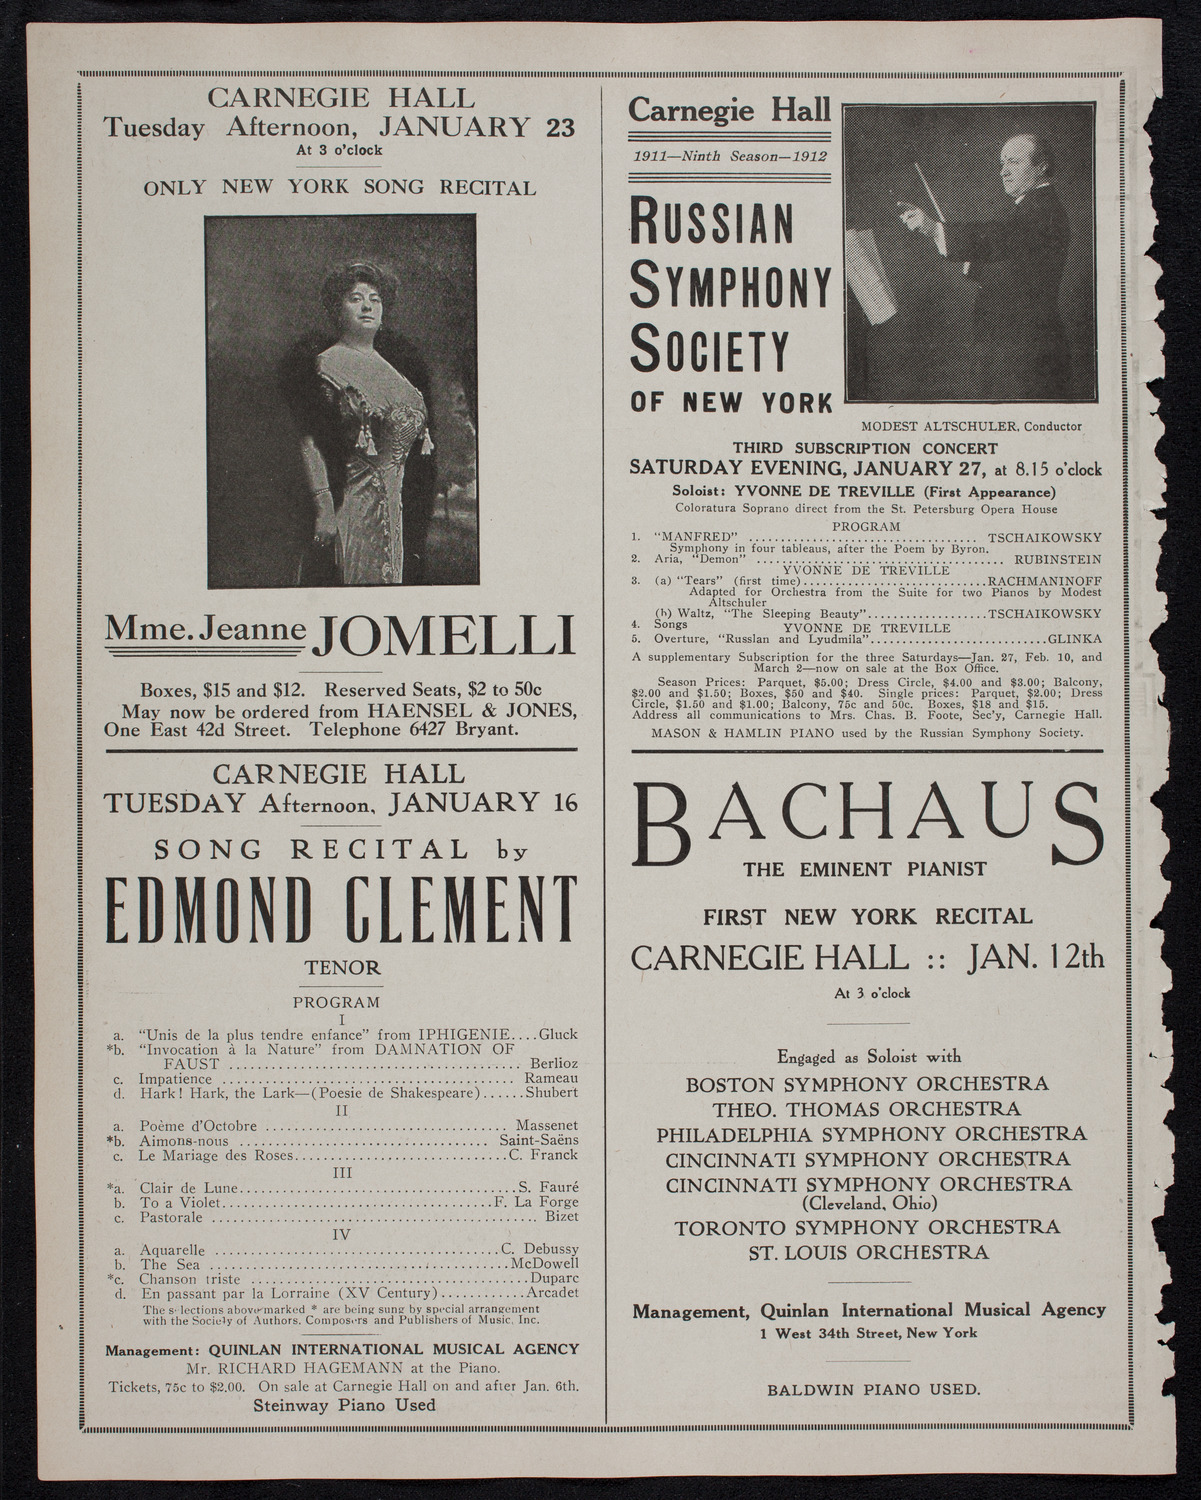 CARNEGIE HALL
Tuesday Afternoon, JANUARY 23
At 3 o'clock
ONLY NEW YORK SONG RECITAL
Mme. Jeanne JOMELLI
Boxes, $15 and $12. Reserved Seats, $2 to 50c
May now be ordered from HAENSEL & JONES,
One East 42d Street. Telephone 6427 Bryant.
CARNEGIE HALL
TUESDAY Afternoon, JANUARY 16
SONG RECITAL by
EDMOND CLEMENT
TENOR
PROGRAM
I
a. "Unis de la plus tendre enfance" from IPHIGENIE....Gluck
*b. "Invocation à la Nature" from DAMNATION OF
FAUST .................................... Berlioz
c. Impatience ..................................... Rameau
d. Hark! Hark, the Lark—(Poesie de Shakespeare)......Shubert
II
a. Poème d'Octobre ............................... Massenet
*b. Aimons-nous ............................... Saint-Saëns
c. Le Mariage des Roses...........................C. Franck
III
*a. Clair de Lune...................................S. Fauré
b. To a Violet..................................F. La Forge
c. Pastorale ......................................... Bizet
IV
a. Aquarelle ....................................C. Debussy
b. The Sea ......................................McDowell
*c. Chanson triste ...................................Duparc
d. En passant par la Lorraine (XV Century)...........Arcadet
The selections above marked * are being sung by special arrangement
with the Society of Authors, Composers and Publishers of Music, Inc.
Management: QUINLAN INTERNATIONAL MUSICAL AGENCY
Mr. RICHARD HAGEMANN at the Piano.
Tickets, 75c to $2.00. On sale at Carnegie Hall on and after Jan. 6th.
Steinway Piano Used
Carnegie Hall
1911—Ninth Season—1912
RUSSIAN
SYMPHONY
SOCIETY
OF NEW YORK
MODEST ALTSCHULER, Conductor
THIRD SUBSCRIPTION CONCERT
SATURDAY EVENING, JANUARY 27, at 8.15 o'clock
Soloist: YVONNE DE TREVILLE (First Appearance)
Coloratura Soprano direct from the St. Petersburg Opera House
PROGRAM
1. "MANFRED" ................................. TSCHAIKOWSKY
Symphony in four tableaus, after the Poem by Byron.
2. Aria, "Demon" .................................... RUBINSTEIN
YVONNE DE TREVILLE
3. (a) "Tears" (first time)..........................RACHMANINOFF
Adapted for Orchestra from the Suite for two Pianos by Modest
Altschuler
(b) Waltz, "The Sleeping Beauty".................TSCHAIKOWSKY
4. Songs YVONNE DE TREVILLE
5. Overture, "Russlan and Lyudmila".........................GLINKA
A supplementary Subscription for the three Saturdays—Jan. 27, Feb. 10, and
March 2—now on sale at the Box Office.
Season Prices: Parquet, $5.00; Dress Circle, $4.00 and $3.00; Balcony,
$2.00 and $1.50; Boxes, $50 and $40. Single prices: Parquet, $2.00; Dress
Circle, $1.50 and $1.00; Balcony, 75c and 50c. Boxes, $18 and $15.
Address all communications to Mrs. Chas. B. Foote, Sec'y, Carnegie Hall.
MASON & HAMLIN PIANO used by the Russian Symphony Society.
BACHAUS
THE EMINENT PIANIST
FIRST NEW YORK RECITAL
CARNEGIE HALL :: JAN. 12th
At 3 o'clock
Engaged as Soloist with
BOSTON SYMPHONY ORCHESTRA
THEO. THOMAS ORCHESTRA
PHILADELPHIA SYMPHONY ORCHESTRA
CINCINNATI SYMPHONY ORCHESTRA
CINCINNATI SYMPHONY ORCHESTRA
(Cleveland, Ohio)
TORONTO SYMPHONY ORCHESTRA
ST. LOUIS ORCHESTRA
Management, Quinlan International Musical Agency
1 West 34th Street, New York
BALDWIN PIANO USED.